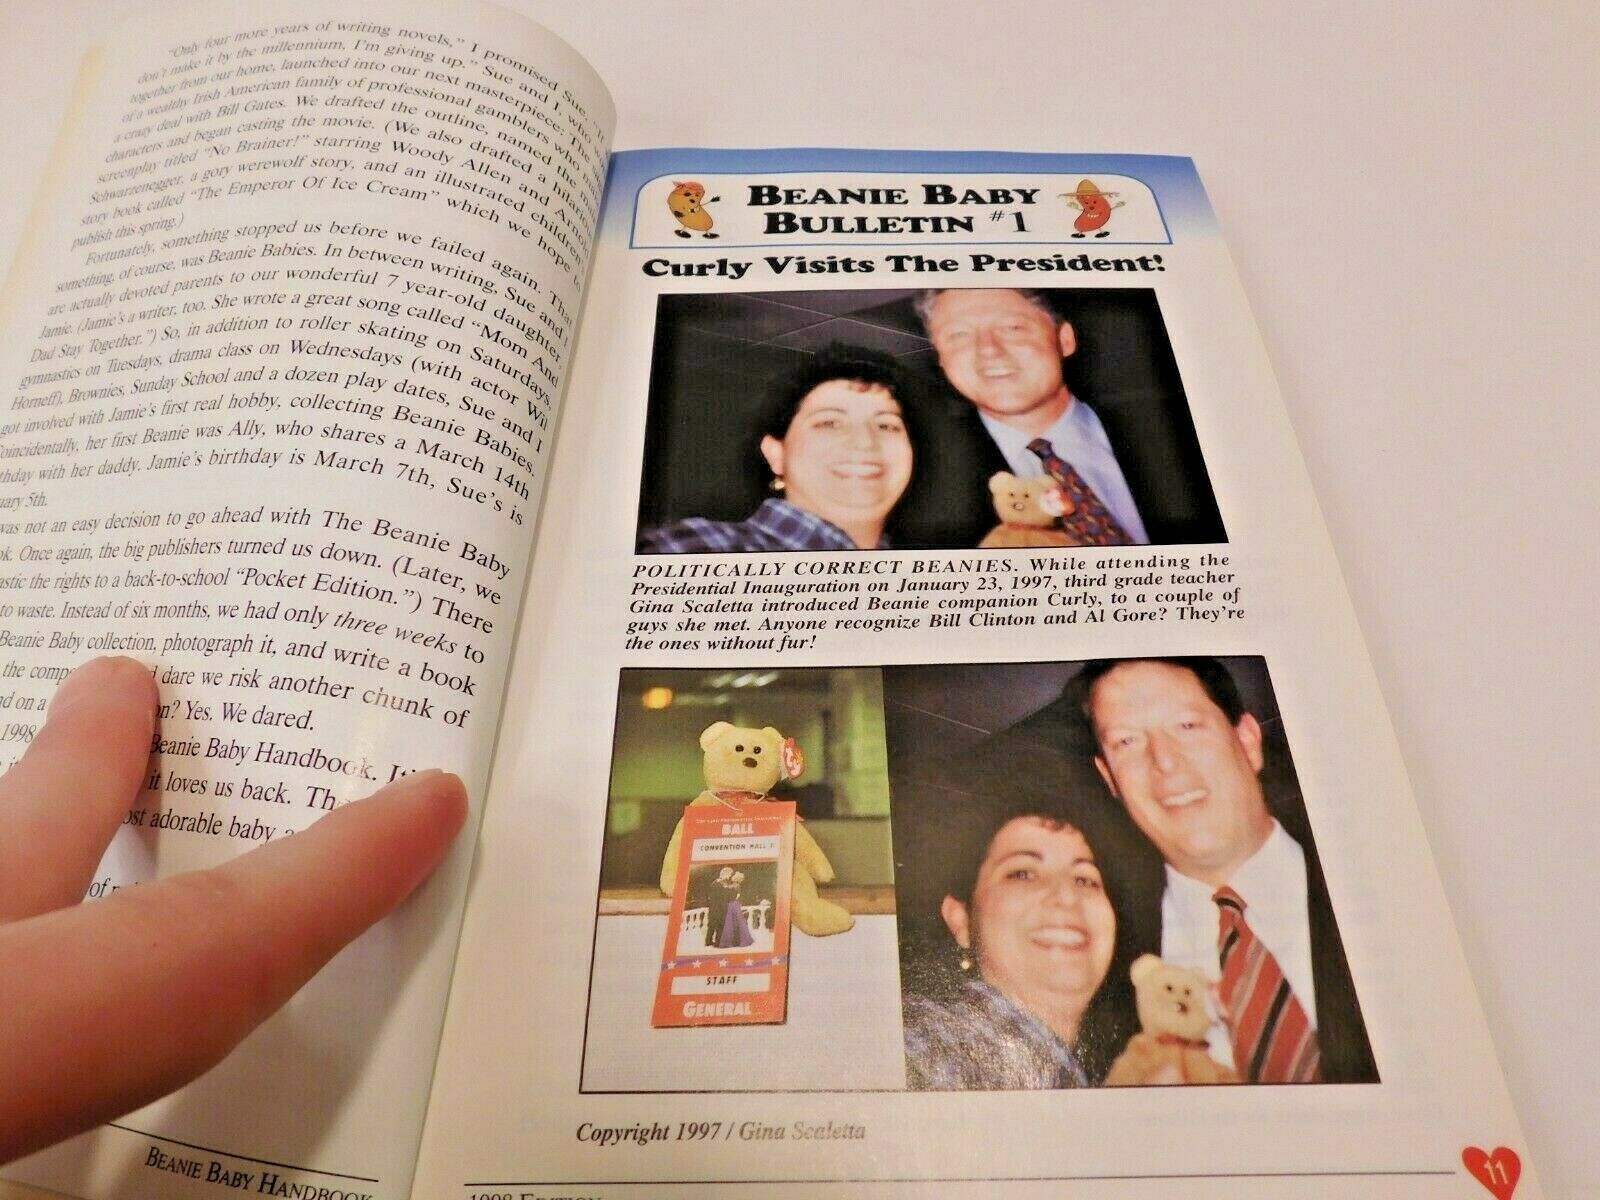 "Only four more years of writing novels," I promised Sue. "If
don't make it by the millennium, I'm giving up." Sue and I, who
together from our home, launched into our next masterpiece: The
of a wealthy Irish American family of professional gamblers who
a crazy deal with Bill Gates. We drafted the outline, named the
characters and began casting the movie. (We also drafted a hilarious
screenplay titled "No Brainer!" starring Woody Allen and Arnold
Schwarzenegger, a gory werewolf story, and an illustrated children's
story book called "The Emperor Of Ice Cream" which we hope to
publish this spring.)
Fortunately, something stopped us before we failed again. That
something, of course, was Beanie Babies. In between writing, Sue and I
are actually devoted parents to our wonderful 7 year-old daughter,
Jamie. (Jamie's a writer, too. She wrote a great song called "Mom And
Dad Stay Together.") So, in addition to roller skating on Saturdays,
gymnastics on Tuesdays, drama class on Wednesdays (with actor Wil
Horneff), Brownies, Sunday School and a dozen play dates, Sue and I
got involved with Jamie's first real hobby, collecting Beanie Babies.
Coincidentally, her first Beanie was Ally, who shares a March 14th
thday with her daddy. Jamie's birthday is March 7th, Sue's is
uary 5th.
was not an easy decision to go ahead with The Beanie Baby
ok. Once again, the big publishers turned us down. (Later, we
astic the rights to a back-to-school "Pocket Edition.") There
to waste. Instead of six months, we had only three weeks to
Beanie Baby collection, photograph it, and write a book
the comp dare we risk another chunk of
nd on a n? Yes. We dared.
1998 Beanie Baby Handbook.
it loves us back.
ost adorable baby
of
BEANIE BABY HANDBOOK
BEANIE BABY
BULLETIN #1
Curly Visits The President!
POLITICALLY CORRECT BEANIES. While attending the
Presidential Inauguration on January 23, 1997, third grade teacher
Gina Scaletta introduced Beanie companion Curly, to a couple of
guys she met. Anyone recognize Bill Clinton and Al Gore? They're
the ones without fur!
BALL
CONVENTION HALL II
STAFF
GENERAL
Copyright 1997 / Gina Scaletta
1998 EDITION
11